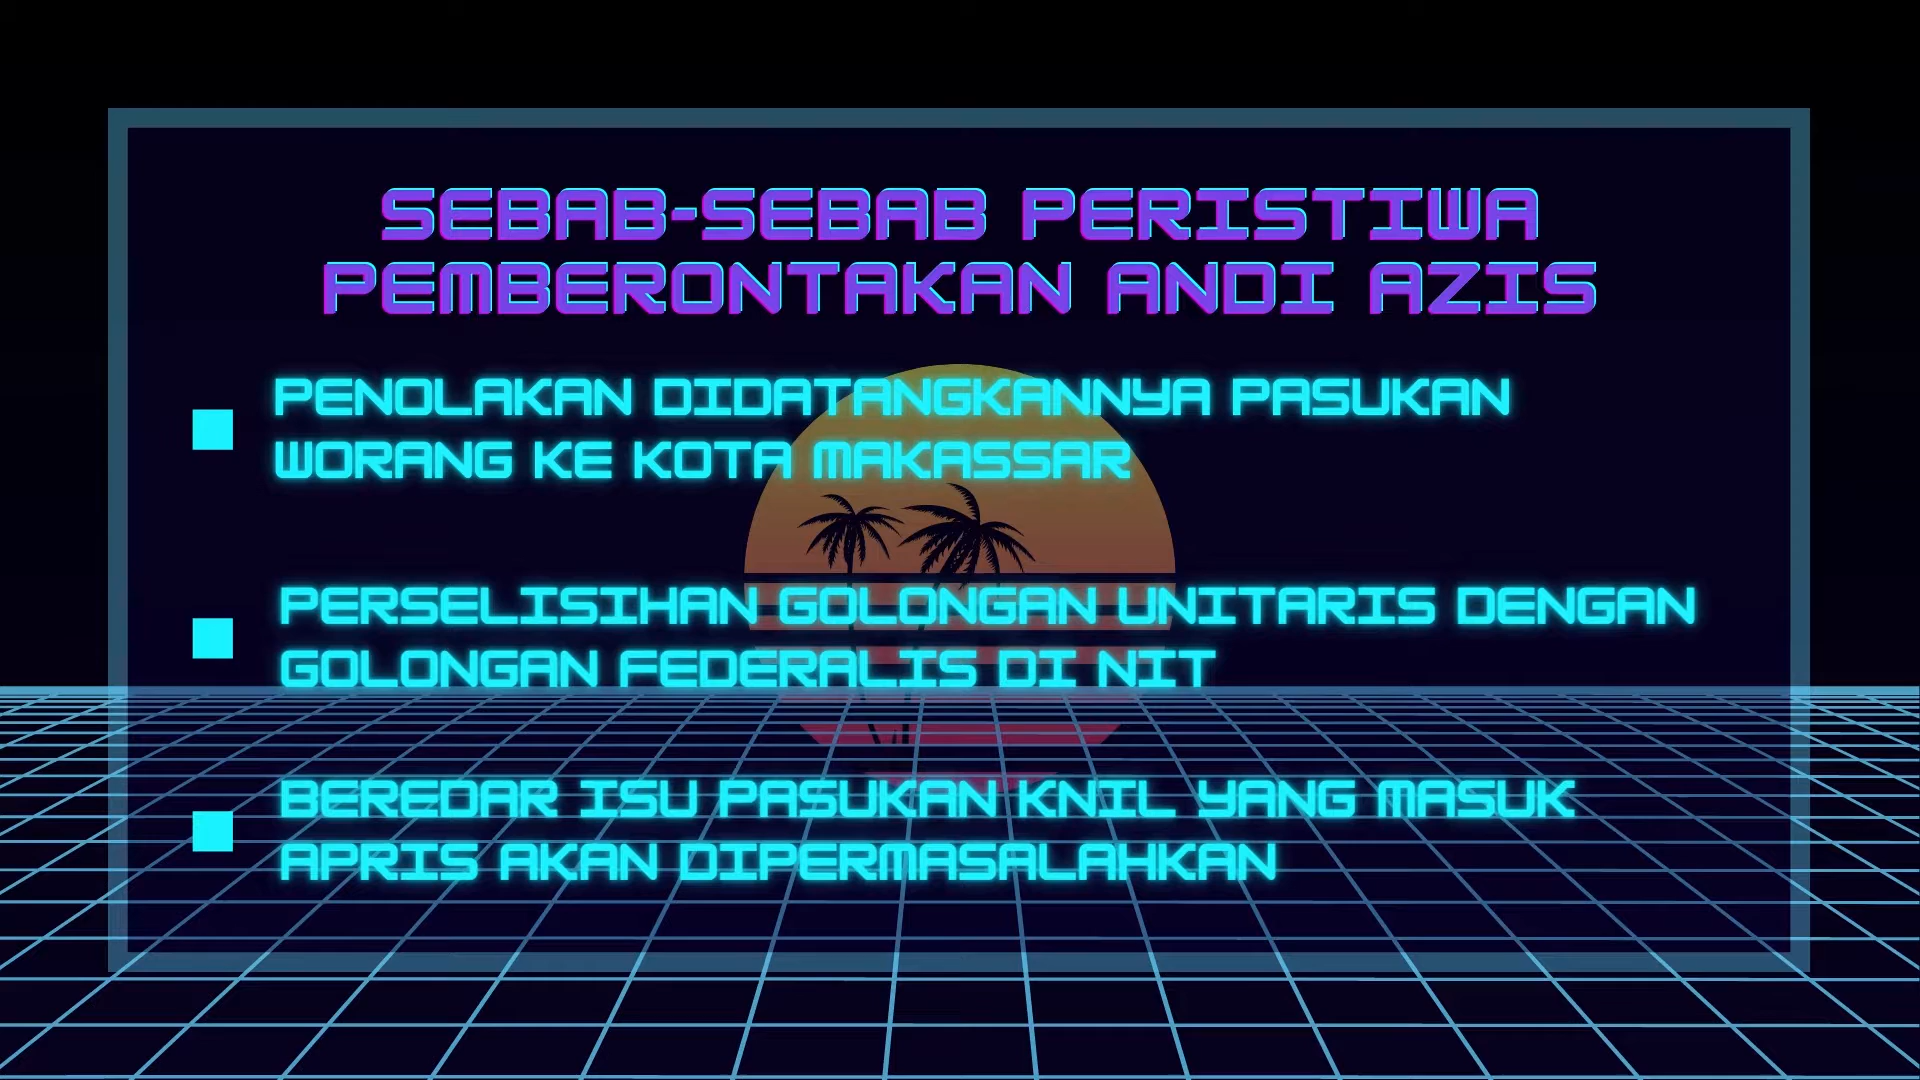 SEBAB-SEBAB PERISTIWA
PEMBERONTAKAN ANDI AZIS
PENOLAKAN DIDATANGKANNYA PASUKAN
WORANG KE KOTA MAKASSAR
PERSELISIHAN GOLONGAN UNITARIS DENGAN
GOLONGAN FEDERALIS DI NIT
BEREDAR ISU PASUKAN KNIL YANG MASUK
APRIS AKAN DIPERMASALAHKAN